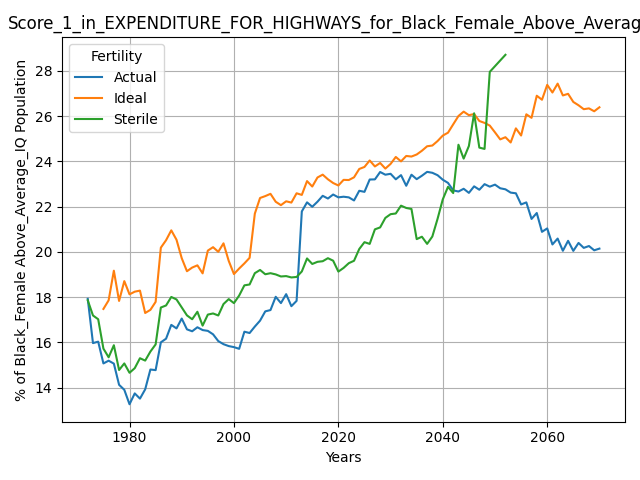 Score_1_in_EXPENDITURE_FOR_HIGHWAYS_for_Black_Female_Above_Averag
Fertility
Actual
Ideal
Sterile
% of Black_Female Above_Average_IQ Population
28
26
24
22
20
18
16
14
1980 2000 2020 2040 2060
Years